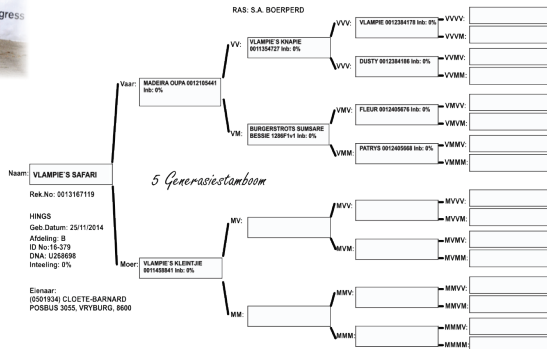 gress
RAS: S.A. BOERPERD
VVVV:
VVV: VLAMPIE 0012384178 Inb: 0%
VVVM:
VV: VLAMPIE'S KNAPIE
0011354727 Inb: 0%
VVMV:
VVV: DUSTY 0012384186 Inb: 0%
VVMM:
Vaar: MADEIRA OUPA 0012105441
Inb: 0%
VMVV:
VMV: FLEUR 0012405676 Inb: 0%
VMVM:
VM: BURGERSTROTS SUMSARE
BESSIE 1286F1v1 Inb: 0%
VMMV:
VMM: PATRYS 0012405668 Inb: 0%
VMMM:
Naam: VLAMPIE'S SAFARI
5 Generasiestamboom
Rek.No: 0013167119
HINGS
Geb.Datum: 25/11/2014
Afdeling: B
ID No:16-379
DNA: U268698
Inteeling: 0%
MVVV:
MVV:
MVVM:
MV:
MVMV:
MVM:
MVMM:
Moer: VLAMPIE'S KLEINTJIE
0011458841 Inb: 0%
MMVV:
MMV:
MMVM:
MM:
MMMV:
MMM:
MMMM:
Eienaar:
(0501934) CLOETE-BARNARD
POSBUS 3055, VRYBURG, 8600